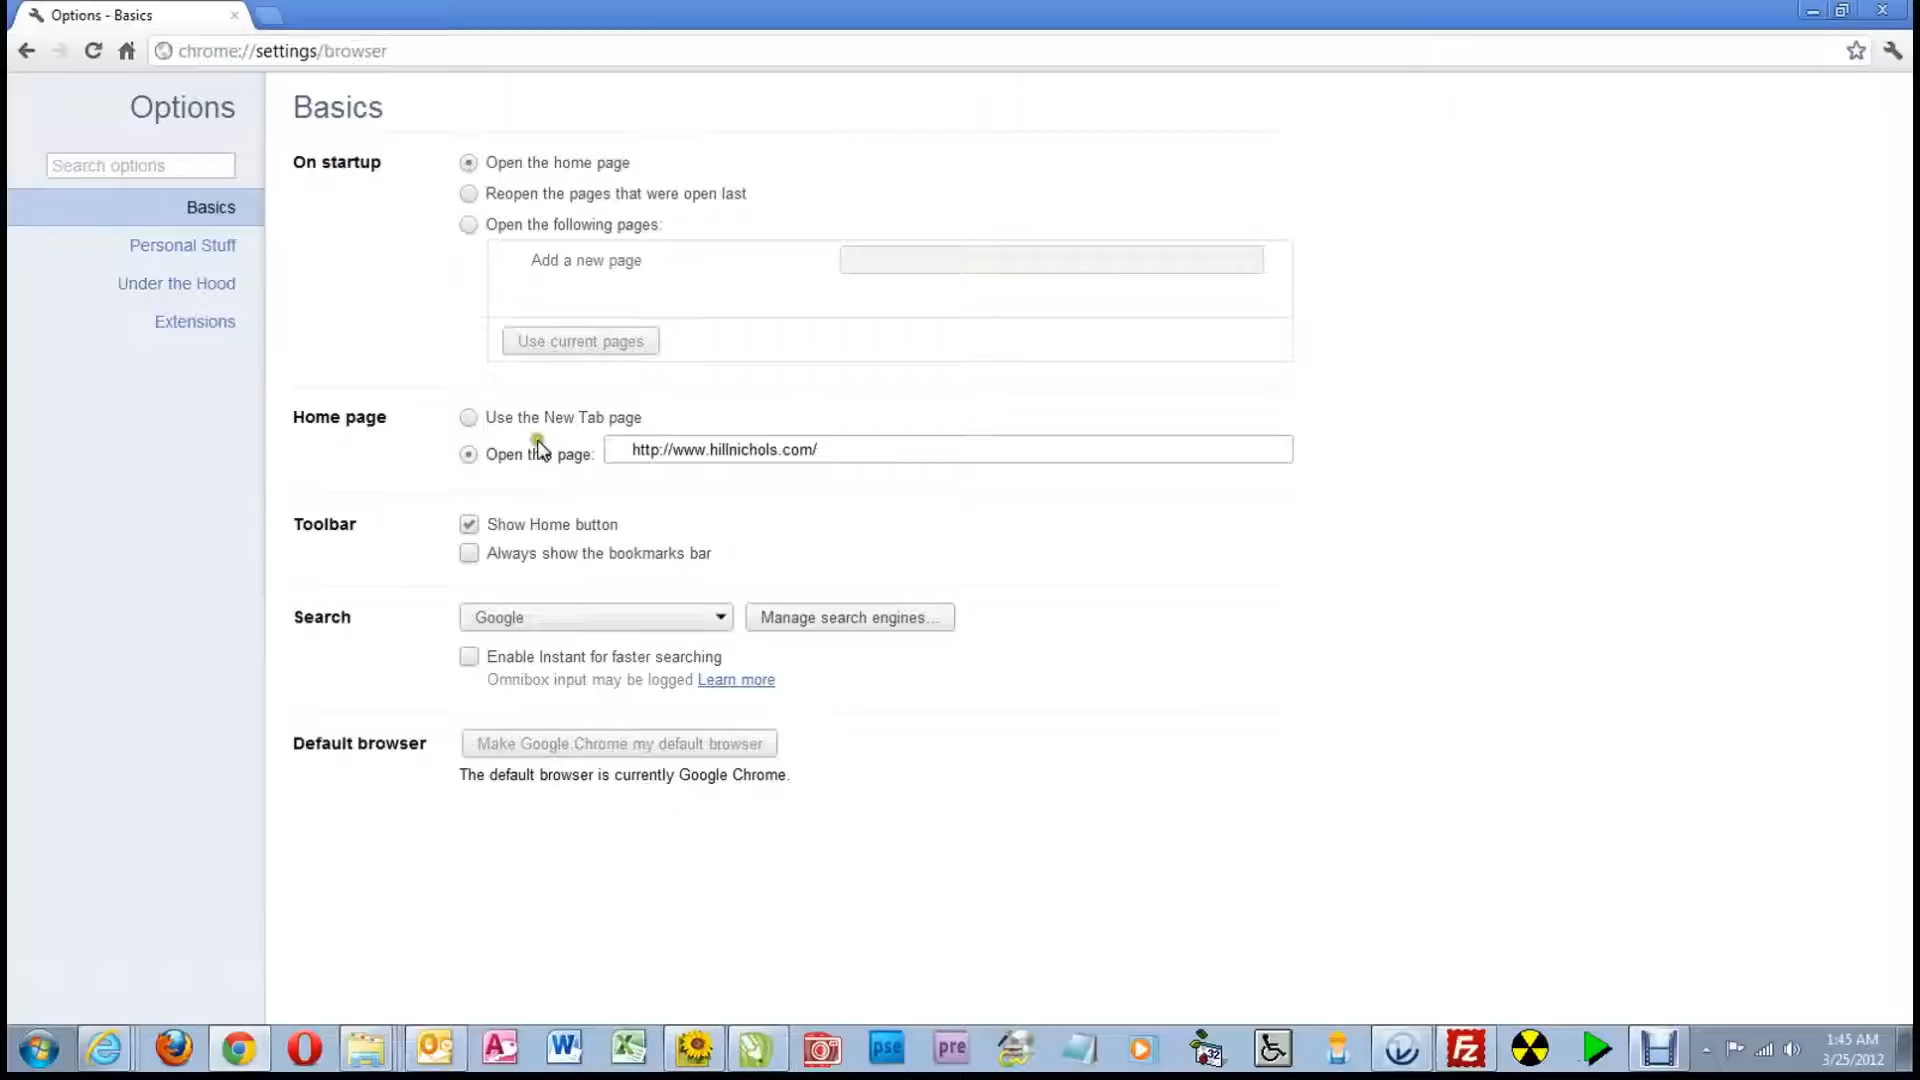 Options - Basics
chrome://settings/browser
Options
Search options
Basics
Personal Stuff
Under the Hood
Extensions
Basics
On startup
Open the home page
Reopen the pages that were open last
Open the following pages:
Add a new page
Use current pages
Home page
Use the New Tab page
Open this page: http://www.hillnichols.com/
Toolbar
Show Home button
Always show the bookmarks bar
Search
Google
Manage search engines...
Enable Instant for faster searching
Omnibox input may be logged Learn more
Default browser
Make Google Chrome my default browser
The default browser is currently Google Chrome.
pse
pre
32
FZ
1:45 AM
3/25/2012